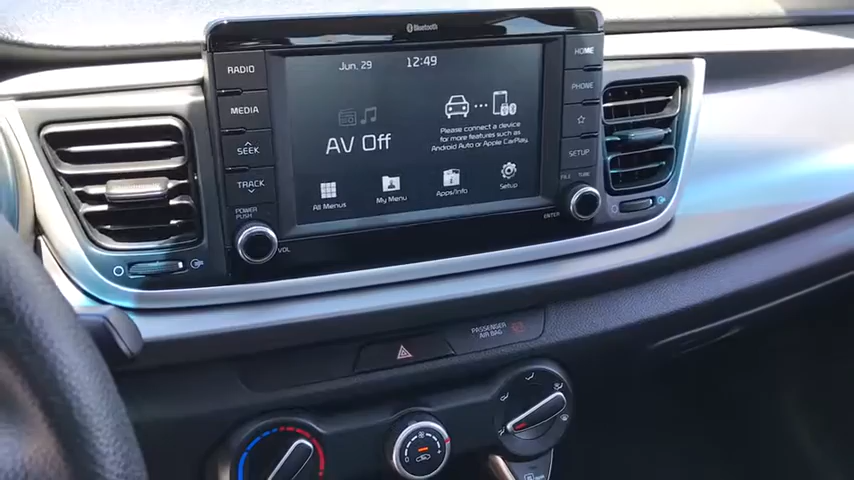 Bluetooth
RADIO
MEDIA
SEEK
TRACK
POWER
PUSH
VOL
Jun. 29
12:49
AV Off
Please connect a device
for more features such as
Android Auto or Apple CarPlay.
All Menus
My Menu
Apps/Info
Setup
HOME
PHONE
SETUP
FILE
TUNE
ENTER
PASSENGER
AIR BAG